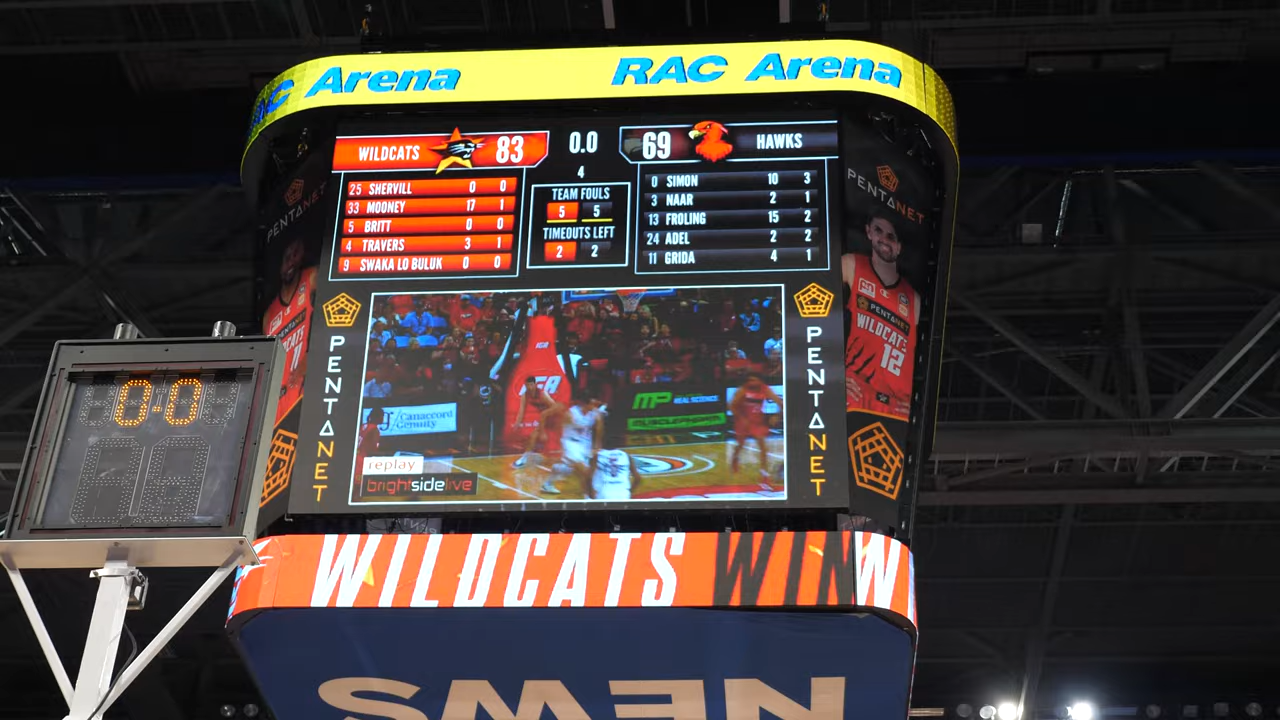 RAC Arena
RAC Arena
WILDCATS 83
0.0
4
69 HAWKS
25 SHERVILL 0 0
33 MOONEY 17 1
5 BRITT 0 0
4 TRAVERS 3 1
9 SWAKA LO BULUK 0 0
TEAM FOULS
5 5
TIMEOUTS LEFT
2 2
0 SIMON 10 3
3 NAAR 2 1
13 FROLING 15 2
24 ADEL 2 2
11 GRIDA 4 1
PENTANET
PENTANET
PENTANET
PENTANET
PENTANET
WILDCATS
12
0.0
Canaccord
Genuity
MP REAL SCIENCE
MUSCLEPHARM
replay
brightsidelive
WILDCATS WIN
NEWS